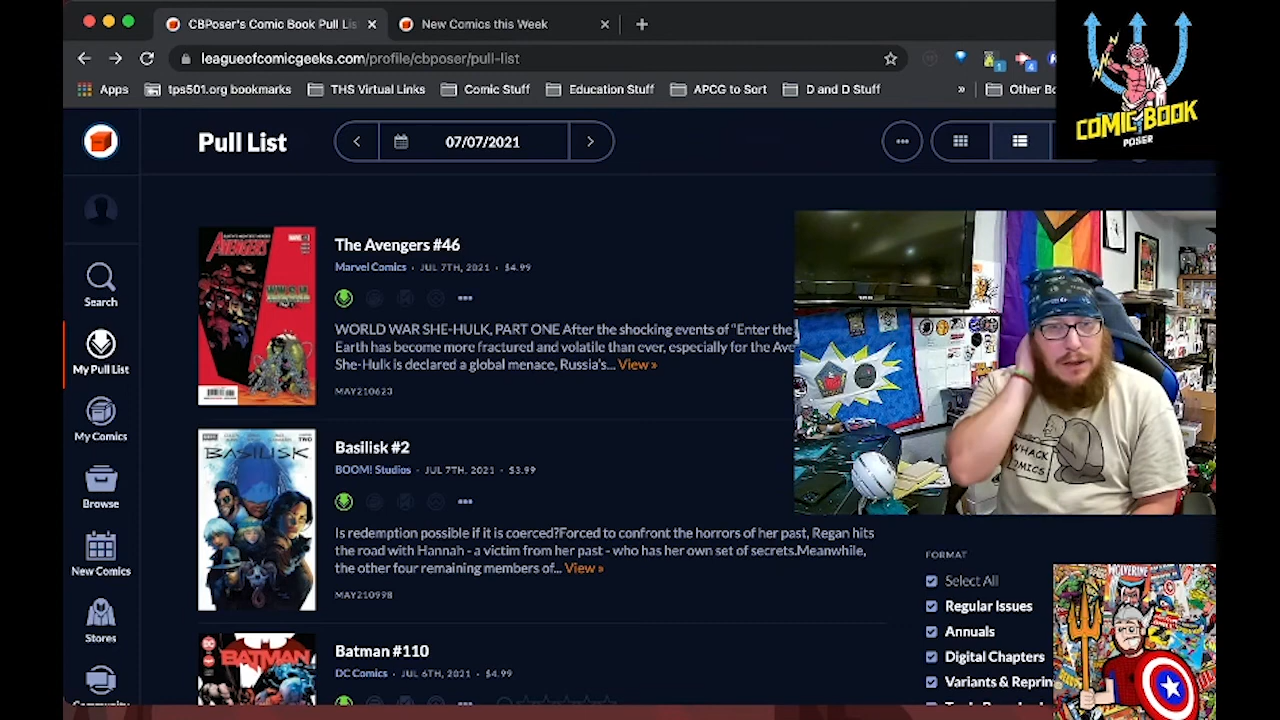 CBPoser's Comic Book Pull Lis
New Comics this Week
leagueofcomicgeeks.com/profile/cbposer/pull-list
Apps
tps501.org bookmarks
THS Virtual Links
Comic Stuff
Education Stuff
APCG to Sort
D and D Stuff
»
Other Bo
COMIC BOOK
POSER
Pull List
07/07/2021
Search
My Pull List
My Comics
Browse
New Comics
Stores
Community
AVENGERS
The Avengers #46
Marvel Comics · JUL 7TH, 2021 · $4.99
WORLD WAR SHE-HULK, PART ONE After the shocking events of “Enter the
Earth has become more fractured and volatile than ever, especially for the Ave
She-Hulk is declared a global menace, Russia's... View »
MAY210623
BASILISK
Basilisk #2
BOOM! Studios · JUL 7TH, 2021 · $3.99
Is redemption possible if it is coerced?Forced to confront the horrors of her past, Regan hits
the road with Hannah - a victim from her past - who has her own set of secrets.Meanwhile,
the other four remaining members of... View »
MAY210998
BATMAN
Batman #110
DC Comics · JUL 6TH, 2021 · $4.99
WHACK
COMICS
FORMAT
Select All
Regular Issues
Annuals
Digital Chapters
Variants & Reprin
WOLVERINE